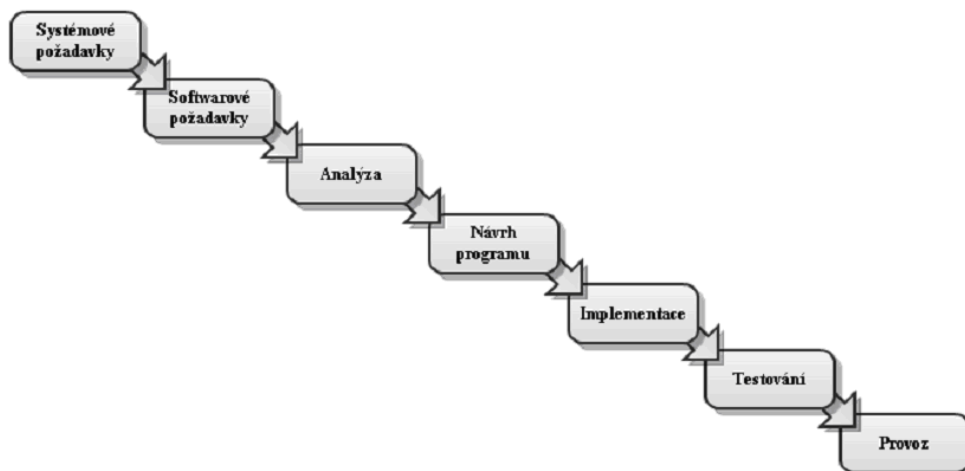 Systémové
požadavky
Softwarové
požadavky
Analýza
Návrh
programu
Implementace
Testování
Provoz